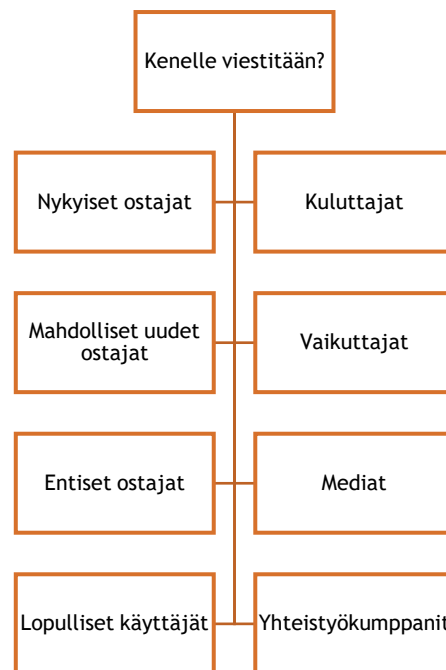 Kenelle viestitään?
Nykyiset ostajat
Kuluttajat
Mahdolliset uudet
ostajat
Vaikuttajat
Entiset ostajat
Mediat
Lopulliset käyttäjät
Yhteistyökumppanit